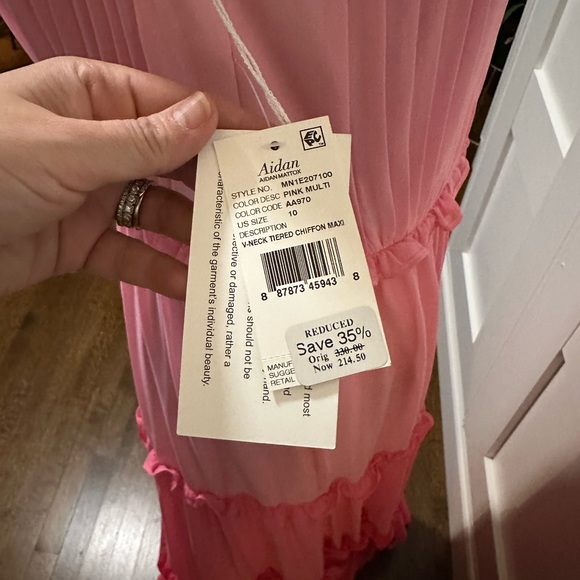 Aidan
AIDAN MATTOX
STYLE NO. MN1E207100
COLOR DESC PINK MULTI
COLOR CODE AA970
US SIZE 10
DESCRIPTION
V-NECK TIERED CHIFFON MAXI
8 87873 45943 8
REDUCED
Save 35%
Orig 330.00
Now 214.50
MANUF
SUGGE
RETAIL
characteristic of the garment's individual beauty.
or damaged, rather a
should not be
most